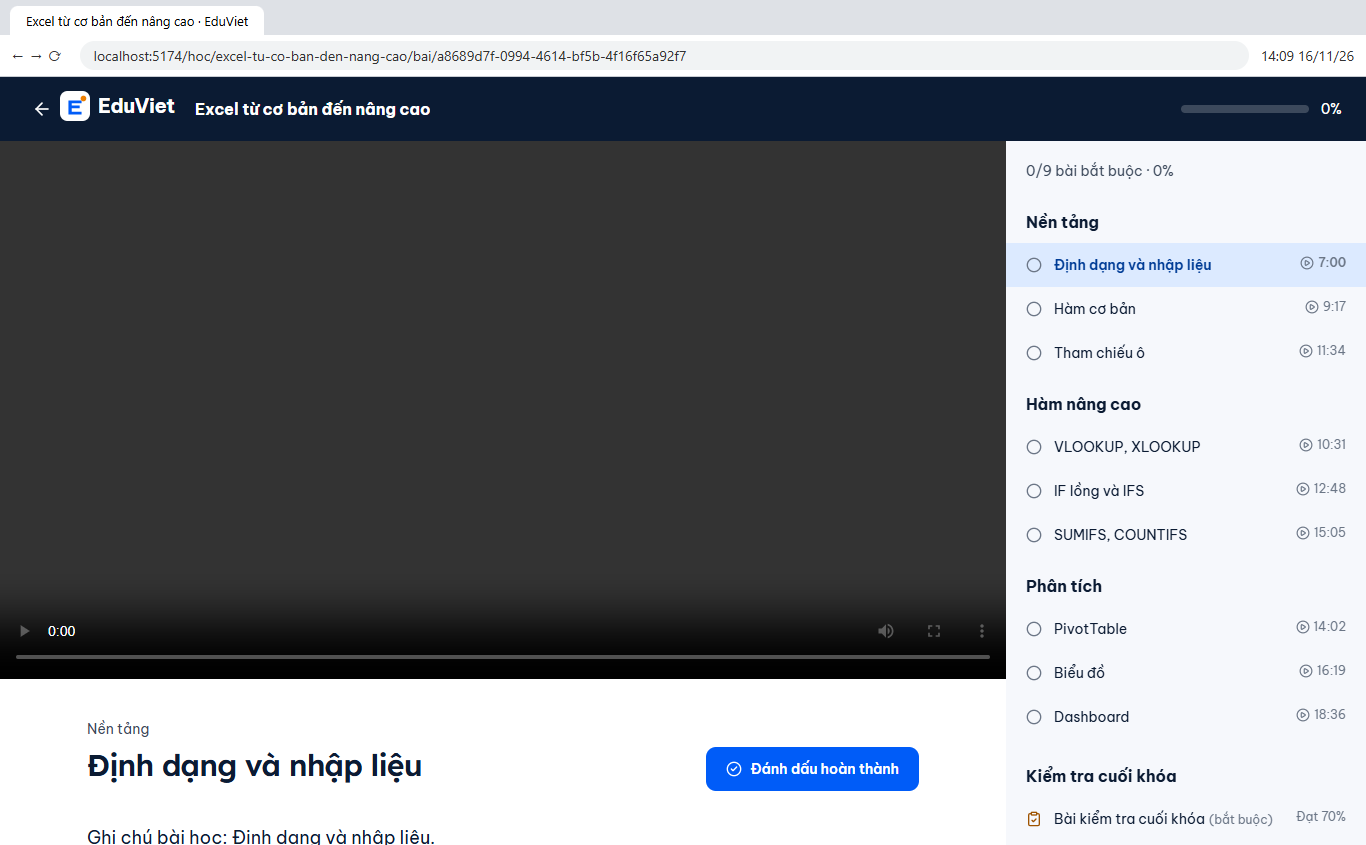 Excel từ cơ bản đến nâng cao · EduViet
localhost:5174/hoc/excel-tu-co-ban-den-nang-cao/bai/a8689d7f-0994-4614-bf5b-4f16f65a92f7
14:09 16/11/26
E EduViet
Excel từ cơ bản đến nâng cao
0%
0:00
Nền tảng
Định dạng và nhập liệu
Đánh dấu hoàn thành
Ghi chú bài học: Định dạng và nhập liệu.
0/9 bài bắt buộc · 0%
Nền tảng
Định dạng và nhập liệu 7:00
Hàm cơ bản 9:17
Tham chiếu ô 11:34
Hàm nâng cao
VLOOKUP, XLOOKUP 10:31
IF lồng và IFS 12:48
SUMIFS, COUNTIFS 15:05
Phân tích
PivotTable 14:02
Biểu đồ 16:19
Dashboard 18:36
Kiểm tra cuối khóa
Bài kiểm tra cuối khóa (bắt buộc) Đạt 70%